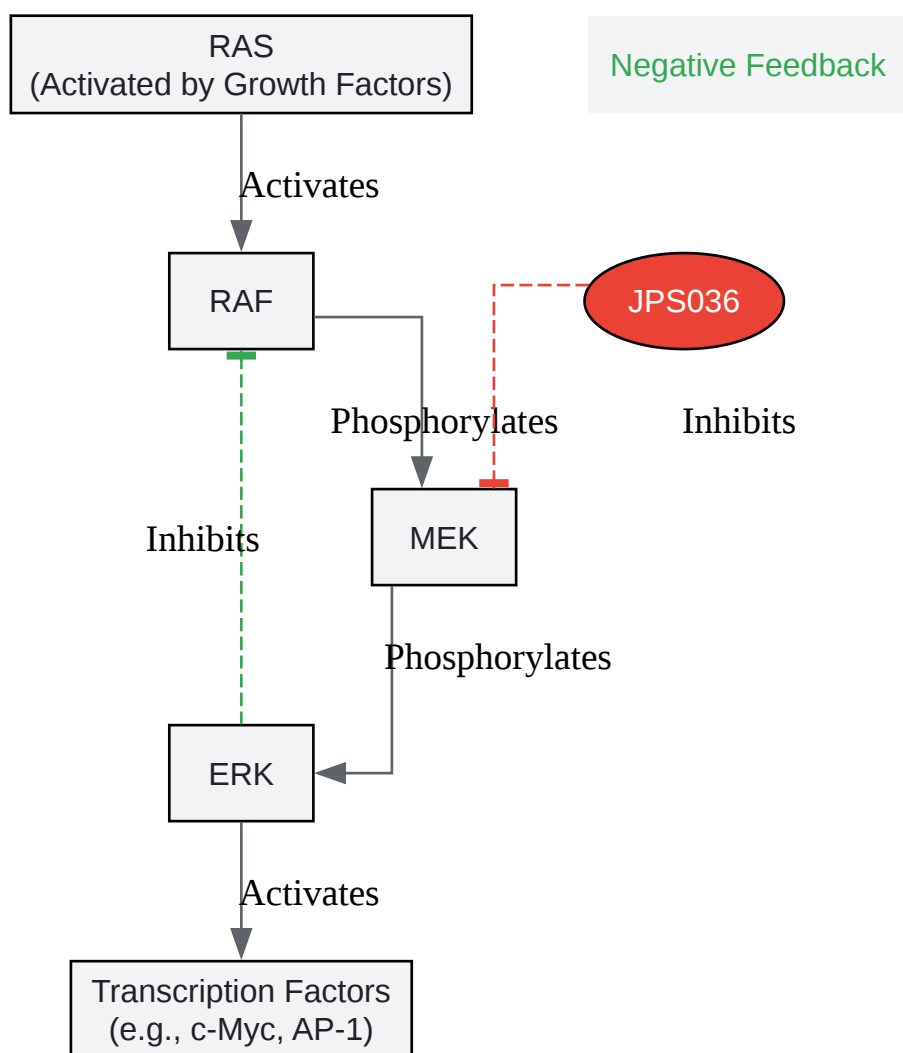 RAS
(Activated by Growth Factors)
Negative Feedback
Activates
RAF
JPS036
Phosphorylates
Inhibits
MEK
Inhibits
Phosphorylates
ERK
Activates
Transcription Factors
(e.g., c-Myc, AP-1)